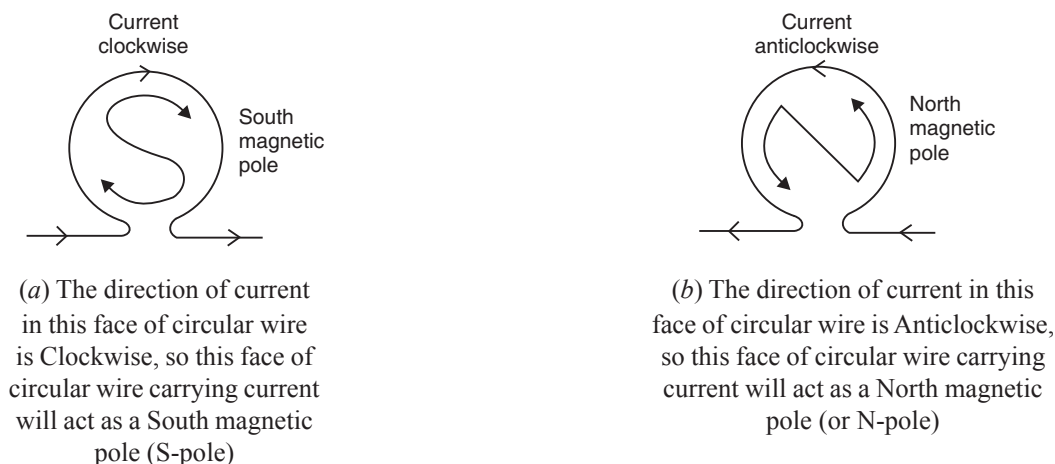 Current
clockwise
South
magnetic
pole
S
(a) The direction of current
in this face of circular wire
is Clockwise, so this face of
circular wire carrying current
will act as a South magnetic
pole (S-pole)
Current
anticlockwise
North
magnetic
pole
N
(b) The direction of current in this
face of circular wire is Anticlockwise,
so this face of circular wire carrying
current will act as a North magnetic
pole (or N-pole)